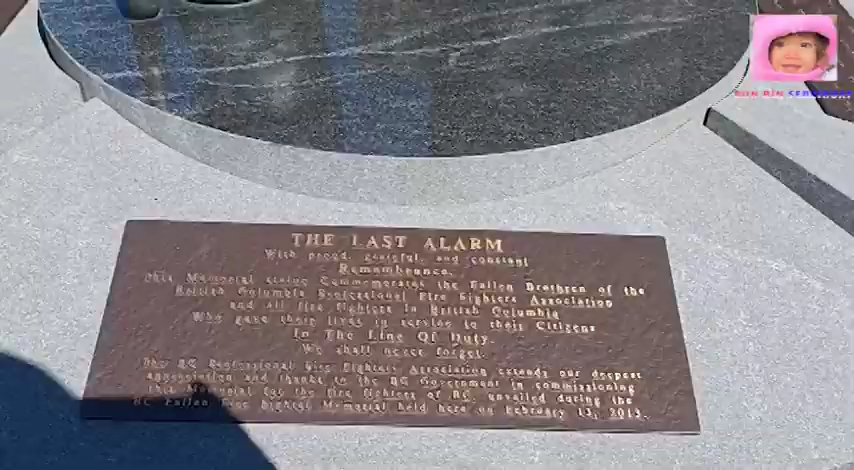 THE LAST ALARM
With proud, grateful, and constant
Remembrance.
This Memorial statue Commemorates the Fallen Brethren of the
British Columbia Professional Fire Fighters Association
and all fire fighters in British Columbia
Who gave their lives in service to their Citizens
In The Line Of Duty.
We shall never forget.
The BC Professional Fire Fighters Association extends our deepest
appreciation and thanks to the BC Government in commissioning
this Memorial for the fire fighters of BC, unveiled during the
BC Fallen Fire Fighters Memorial held here on February 13, 2013.